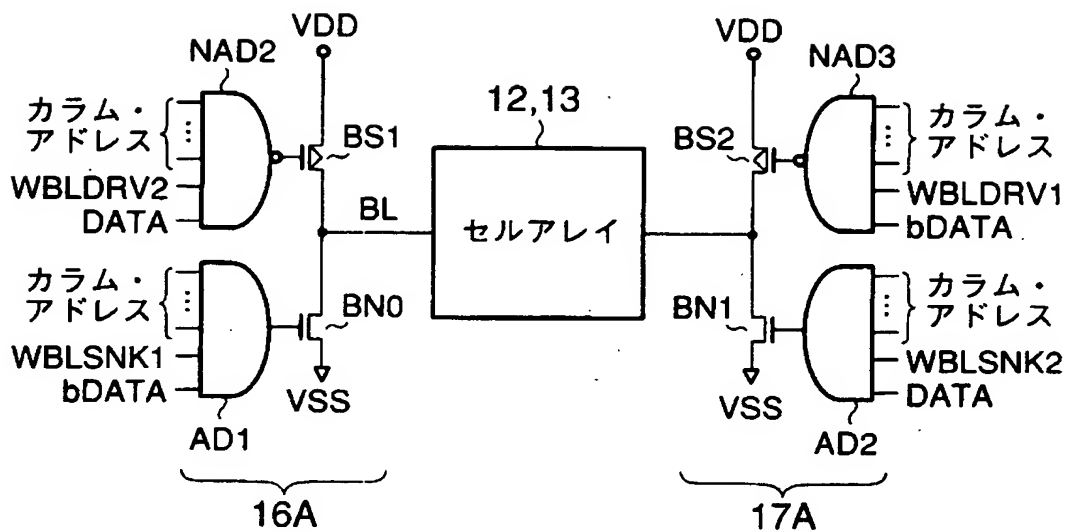 VDD
NAD2
カラム・
アドレス
⋮
WBLDRV2
DATA
BS1
BL
カラム・
アドレス
⋮
WBLSNK1
bDATA
BN0
VSS
AD1
16A
12,13
セルアレイ
VDD
NAD3
BS2
カラム・
アドレス
⋮
WBLDRV1
bDATA
BN1
カラム・
アドレス
⋮
WBLSNK2
DATA
VSS
AD2
17A